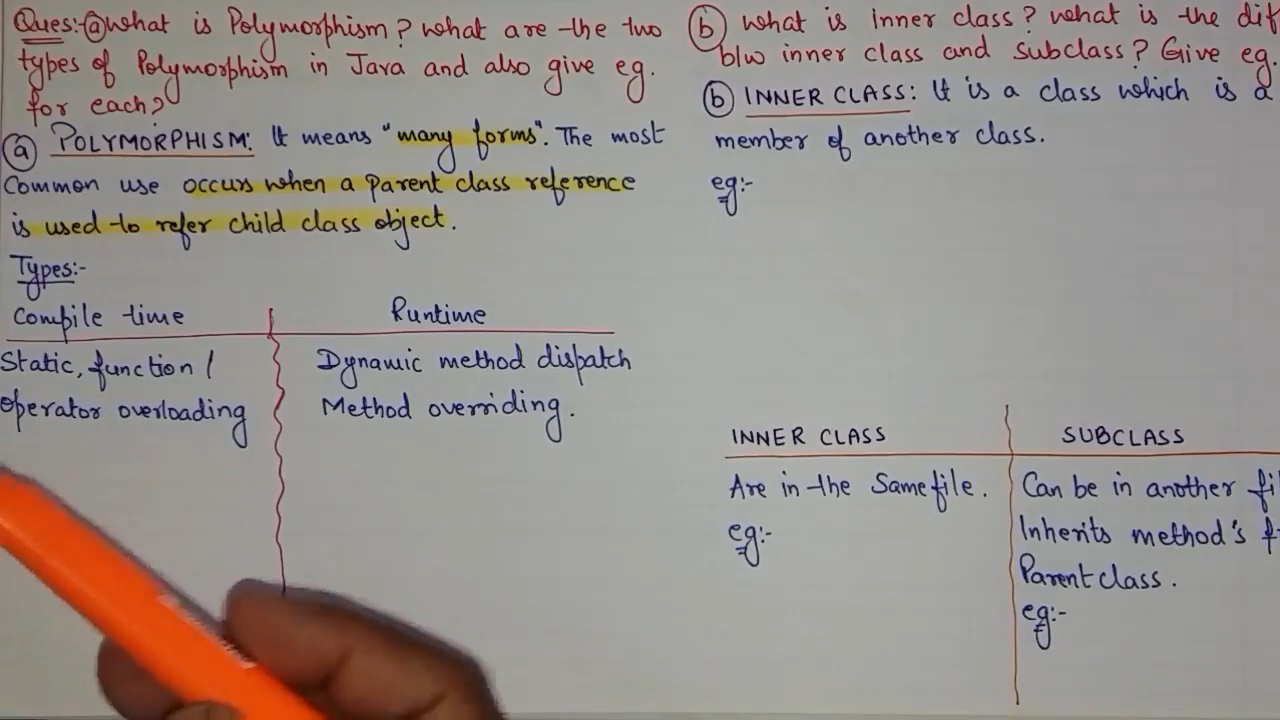 Ques:-ⓐ What is Polymorphism? What are the two
types of Polymorphism in Java and also give eg.
for each?
ⓐ POLYMORPHISM: It means "many forms". The most
Common use occurs when a parent class reference
is used to refer child class object.
Types:-
Compile time
Runtime
Static, function /
operator overloading
Dynamic method dispatch
Method overriding.
ⓑ What is inner class? What is the dif
b/w inner class and Subclass? Give eg.
ⓑ INNER CLASS: It is a class which is a
member of another class.
eg:-
INNER CLASS
SUBCLASS
Are in the Same file.
eg:-
Can be in another fi
Inherits method's f
Parent class.
eg:-